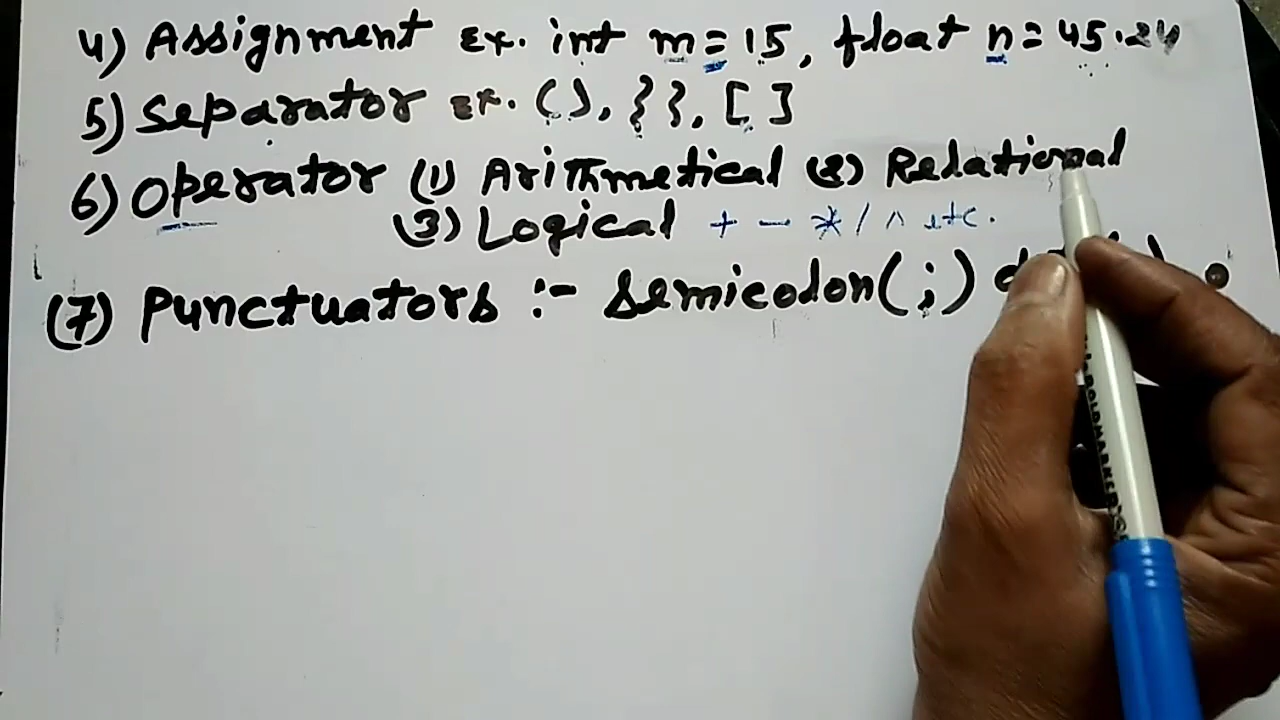 4) Assignment Ex. int m = 15, float n = 45.24
5) Separator Ex. ( ), { }, [ ]
6) Operator (1) Arithmetical (2) Relational
(3) Logical + - * / ^ etc.
(7) Punctuators :- Semicodon(;)